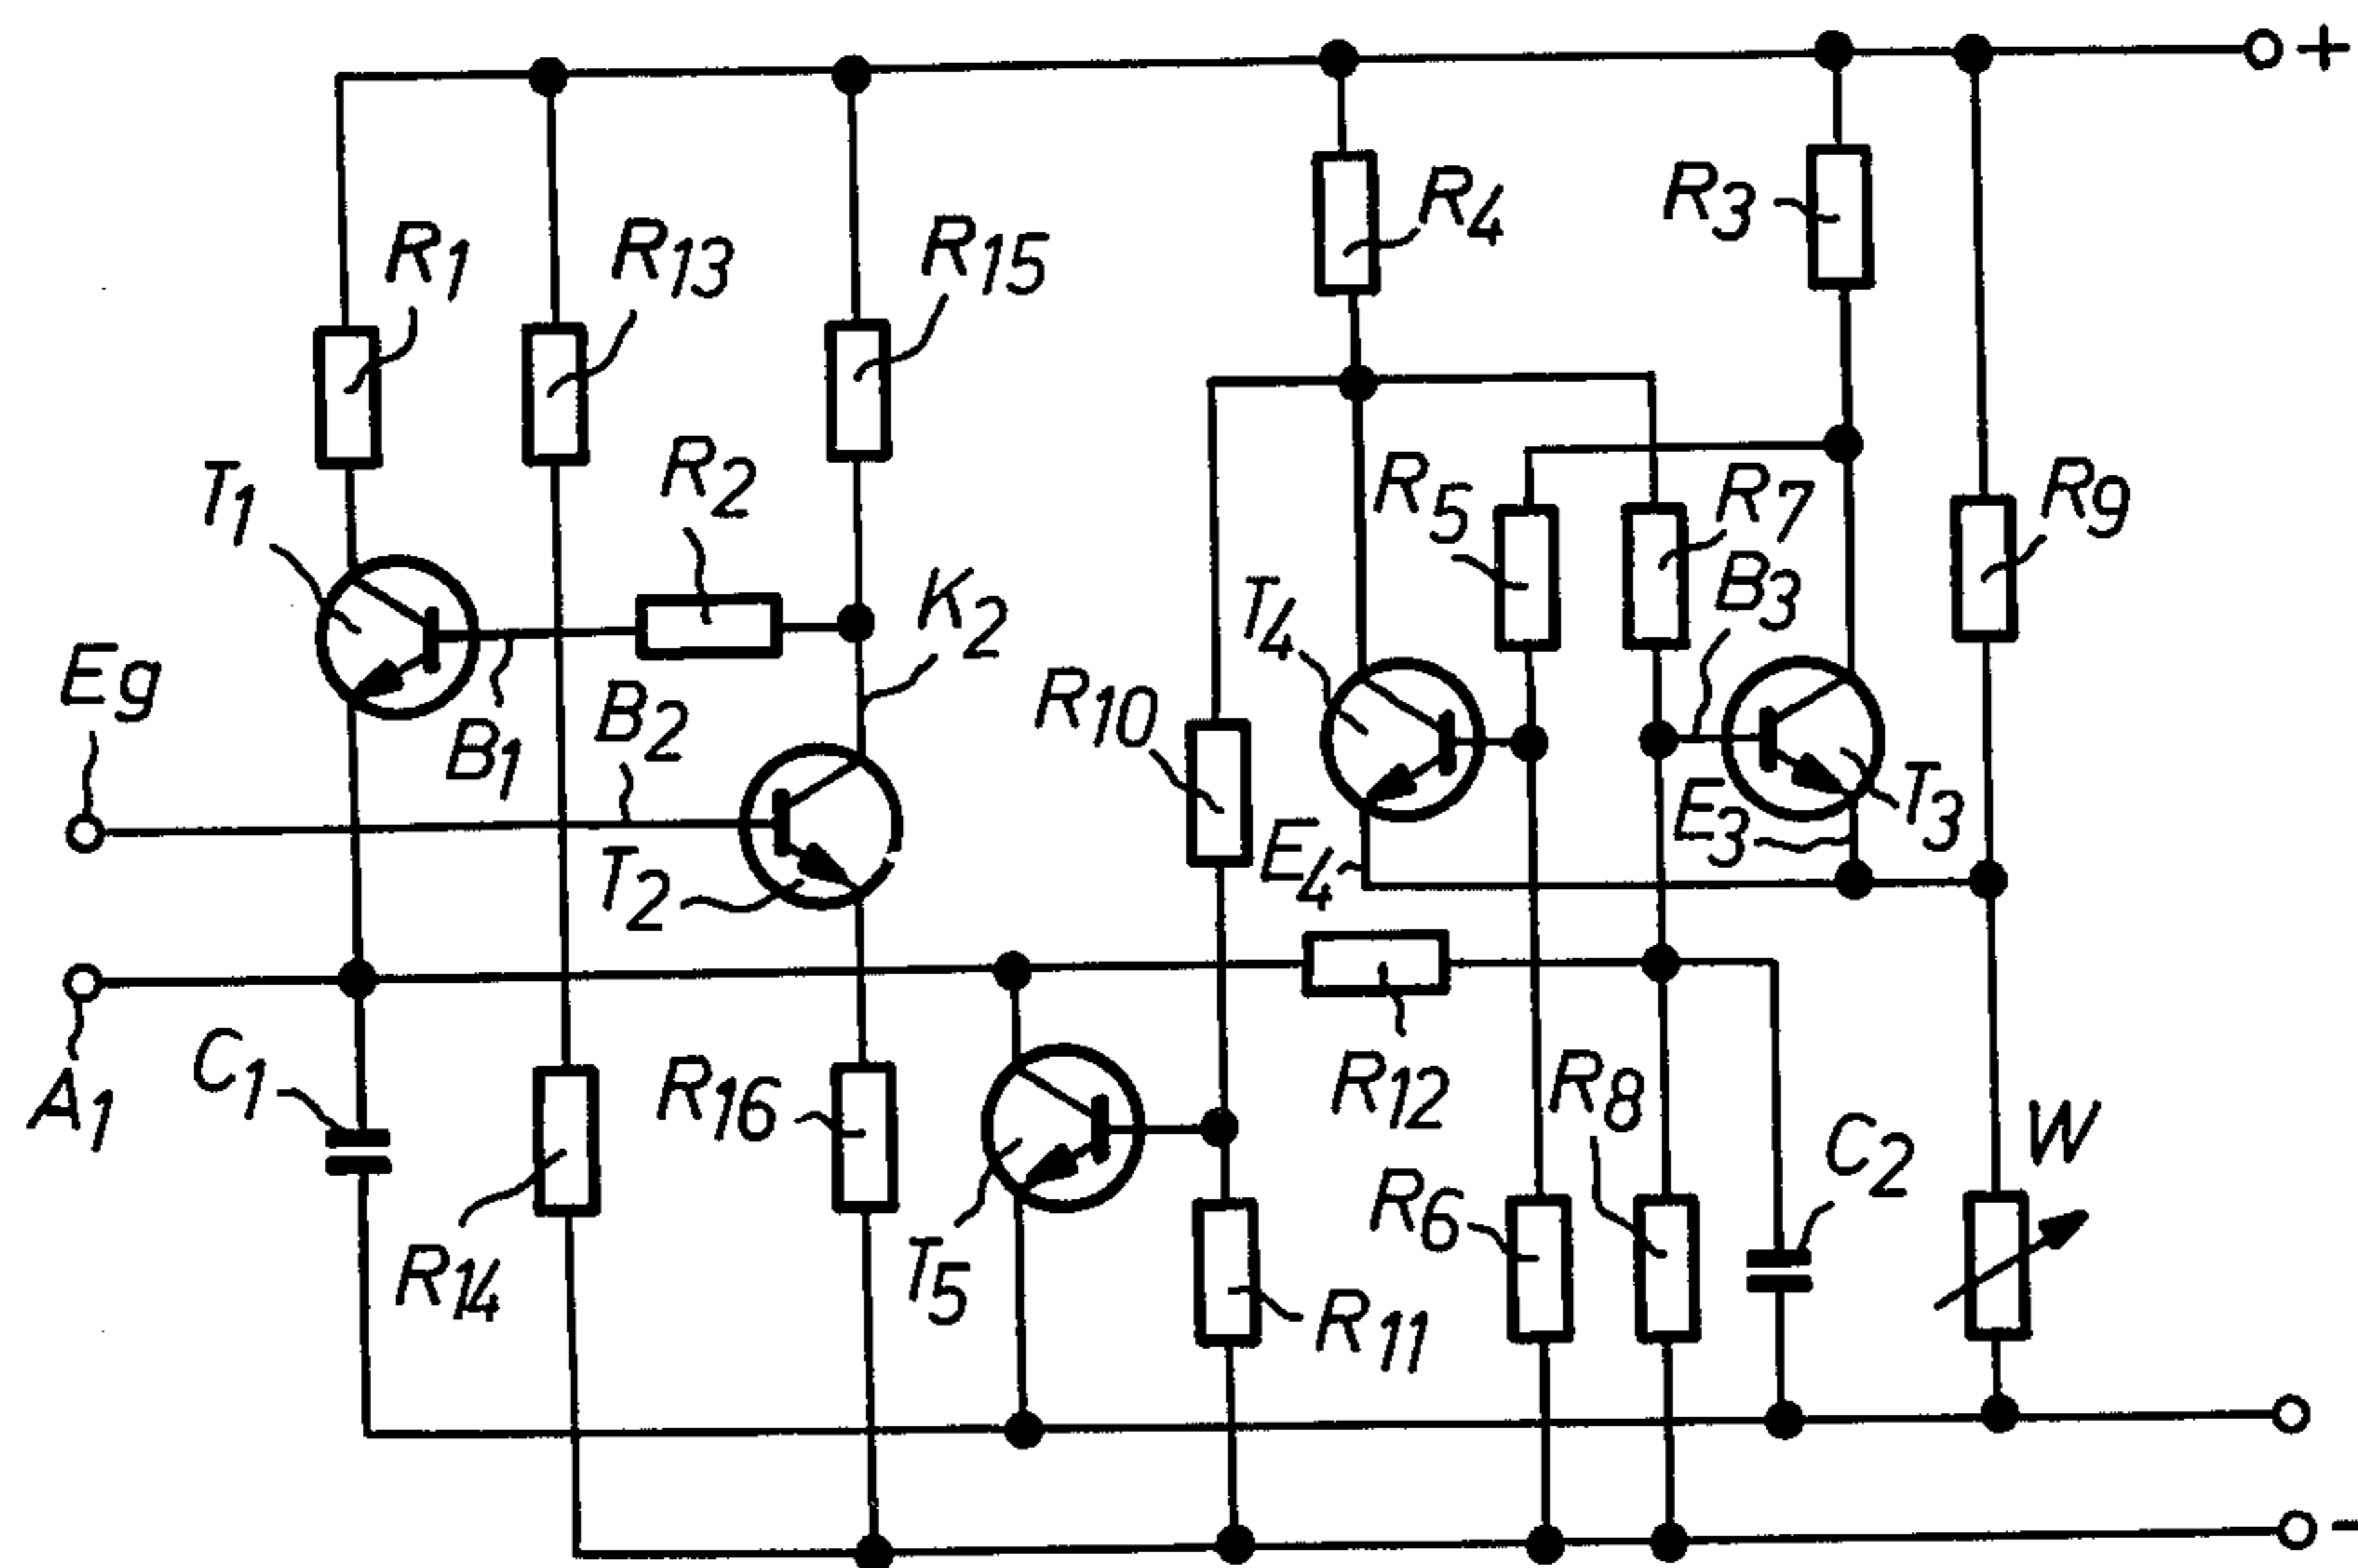 +
R4
R3
R1
R13
R15
R2
R5
R7
R9
T1
K2
B3
T4
Eg
B1
B2
R10
E3
T3
E4
T2
A1
C1
R16
R12
R8
C2
W
R6
R14
T5
R11
-